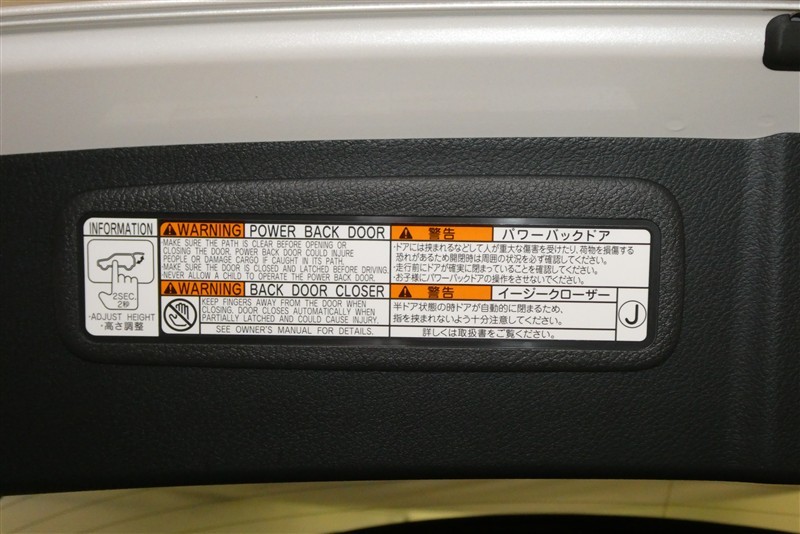 INFORMATION
2SEC.
2秒
・ADJUST HEIGHT
・高さ調整
WARNING POWER BACK DOOR
・MAKE SURE THE PATH IS CLEAR BEFORE OPENING OR
CLOSING THE DOOR. POWER BACK DOOR COULD INJURE
PEOPLE OR DAMAGE CARGO IF CAUGHT IN ITS PATH.
・MAKE SURE THE DOOR IS CLOSED AND LATCHED BEFORE DRIVING.
・NEVER ALLOW A CHILD TO OPERATE THE POWER BACK DOOR.
WARNING BACK DOOR CLOSER
KEEP FINGERS AWAY FROM THE DOOR WHEN
CLOSING. DOOR CLOSES AUTOMATICALLY WHEN
PARTIALLY LATCHED AND COULD CAUSE INJURY.
SEE OWNER'S MANUAL FOR DETAILS.
警告 パワーバックドア
・ドアには挟まれるなどして人が重大な傷害を受けたり、荷物を損傷する
恐れがあるため開閉時は周囲の状況を必ず確認してください。
・走行前にドアが確実に閉まっていることを確認してください。
・お子様にパワーバックドアの操作をさせないでください。
警告 イージークローザー
半ドア状態の時ドアが自動的に閉まるため、
指を挟まれないよう十分注意してください。
詳しくは取扱書をご覧ください。
J